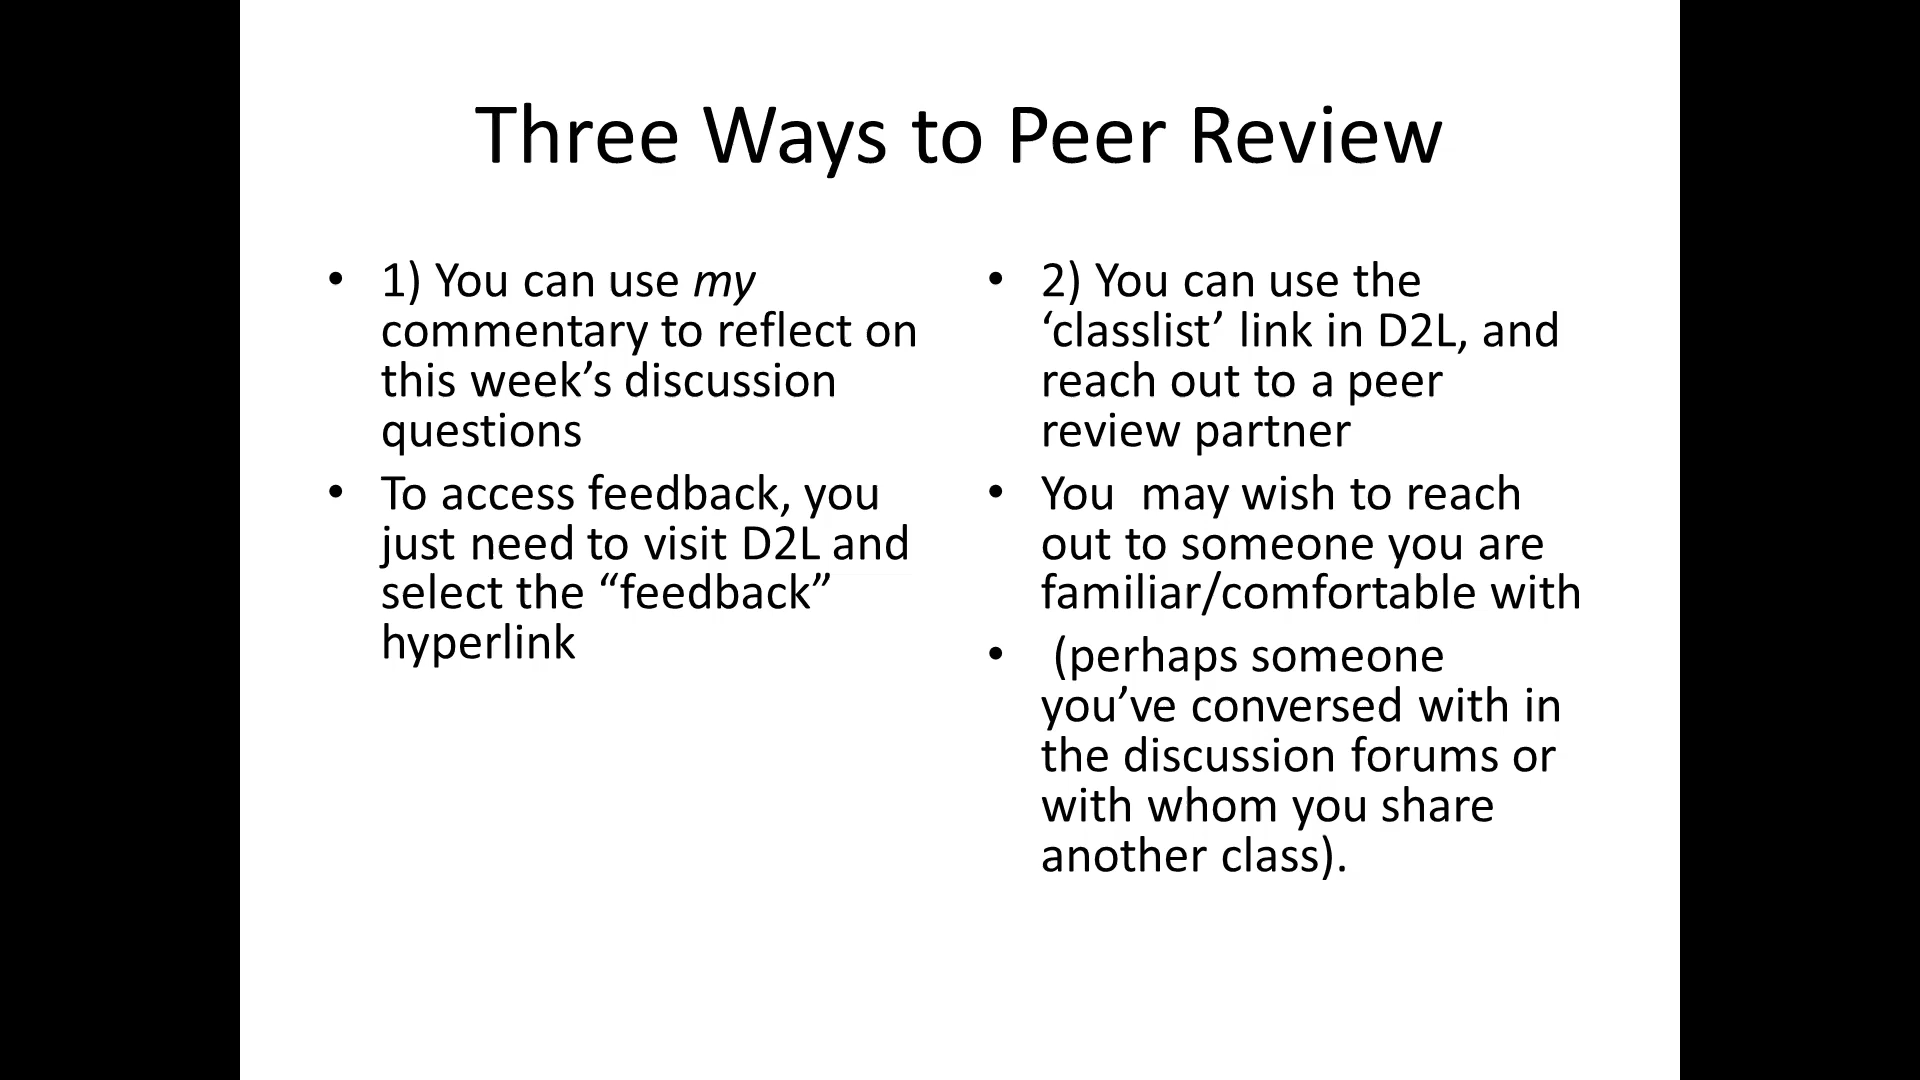 Three Ways to Peer Review
• 1) You can use my
commentary to reflect on
this week’s discussion
questions
• To access feedback, you
just need to visit D2L and
select the “feedback”
hyperlink
• 2) You can use the
‘classlist’ link in D2L, and
reach out to a peer
review partner
• You  may wish to reach
out to someone you are
familiar/comfortable with
•  (perhaps someone
you’ve conversed with in
the discussion forums or
with whom you share
another class).